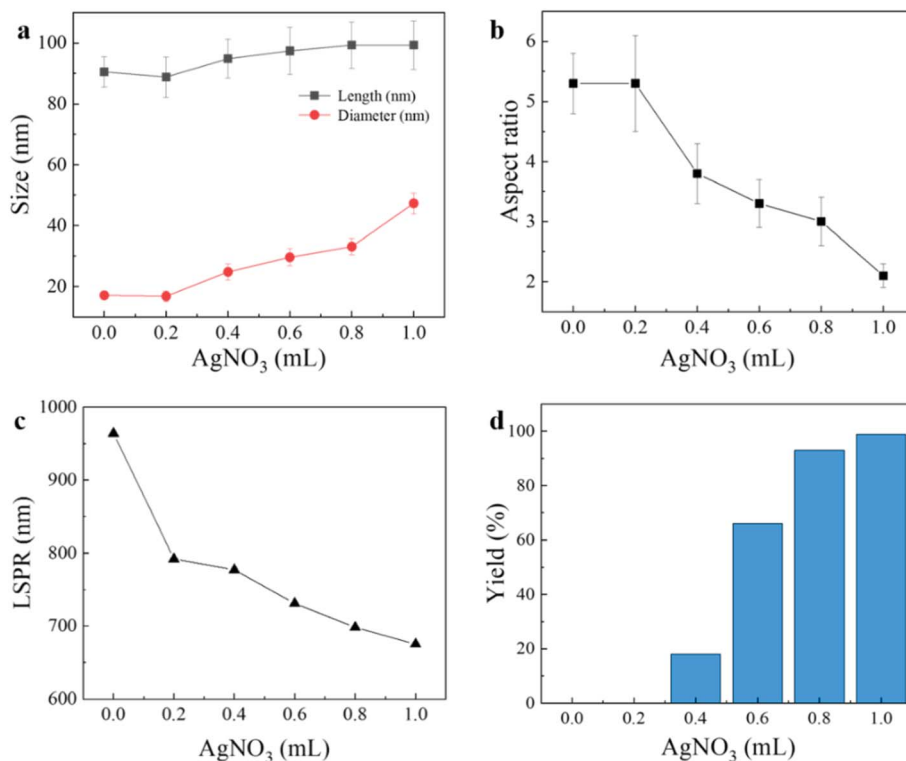 a
100
80
60
40
20
Size (nm)
Length (nm)
Diameter (nm)
0.0 0.2 0.4 0.6 0.8 1.0
AgNO₃ (mL)
b
6
5
4
3
2
Aspect ratio
0.0 0.2 0.4 0.6 0.8 1.0
AgNO₃ (mL)
c
1000
900
800
700
600
LSPR (nm)
0.0 0.2 0.4 0.6 0.8 1.0
AgNO₃ (mL)
d
100
80
60
40
20
0
Yield (%)
0.0 0.2 0.4 0.6 0.8 1.0
AgNO₃ (mL)